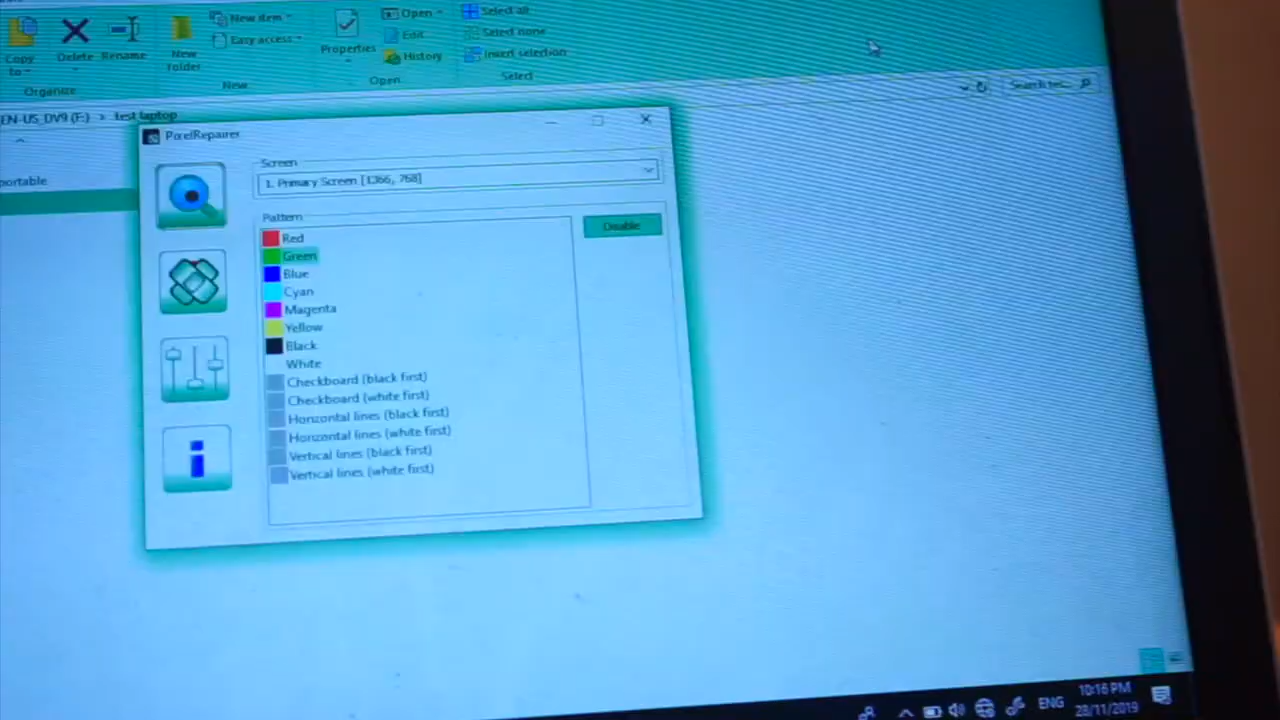 New item
Open
Select all
Easy access
Edit
Select none
Copy to
Delete
Rename
New folder
Properties
History
Insert selection
Organize
New
Open
Select
EN-US_DV9 (F:) > test laptop
portable
PixelRepairer
Screen
1. Primary Screen [1366, 768]
Pattern
Disable
Red
Green
Blue
Cyan
Magenta
Yellow
Black
White
Checkboard (black first)
Checkboard (white first)
Horizontal lines (black first)
Horizontal lines (white first)
Vertical lines (black first)
Vertical lines (white first)
i
ENG
10:16 PM
28/11/2019